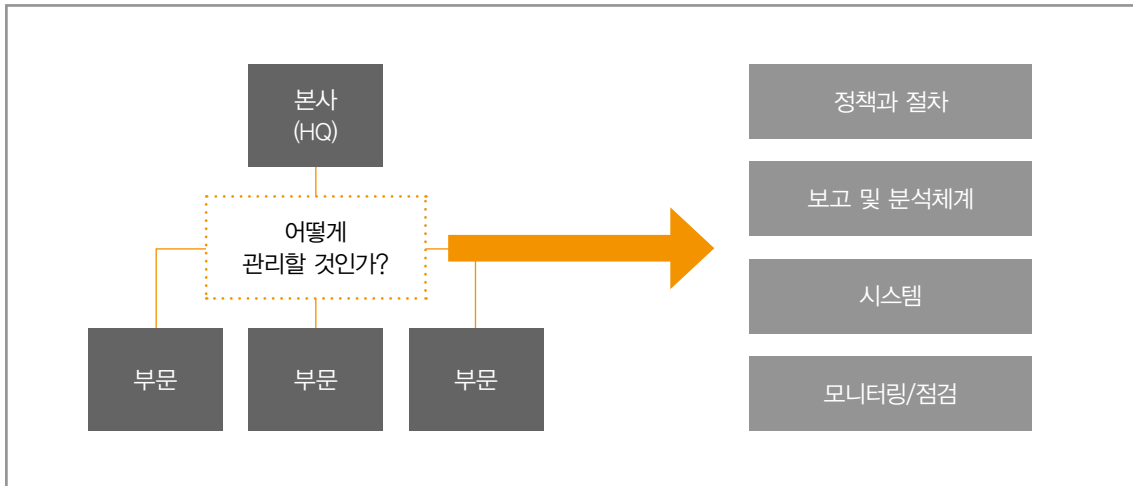 본사
(HQ)
어떻게
관리할 것인가?
부문
부문
부문
정책과 절차
보고 및 분석체계
시스템
모니터링/점검